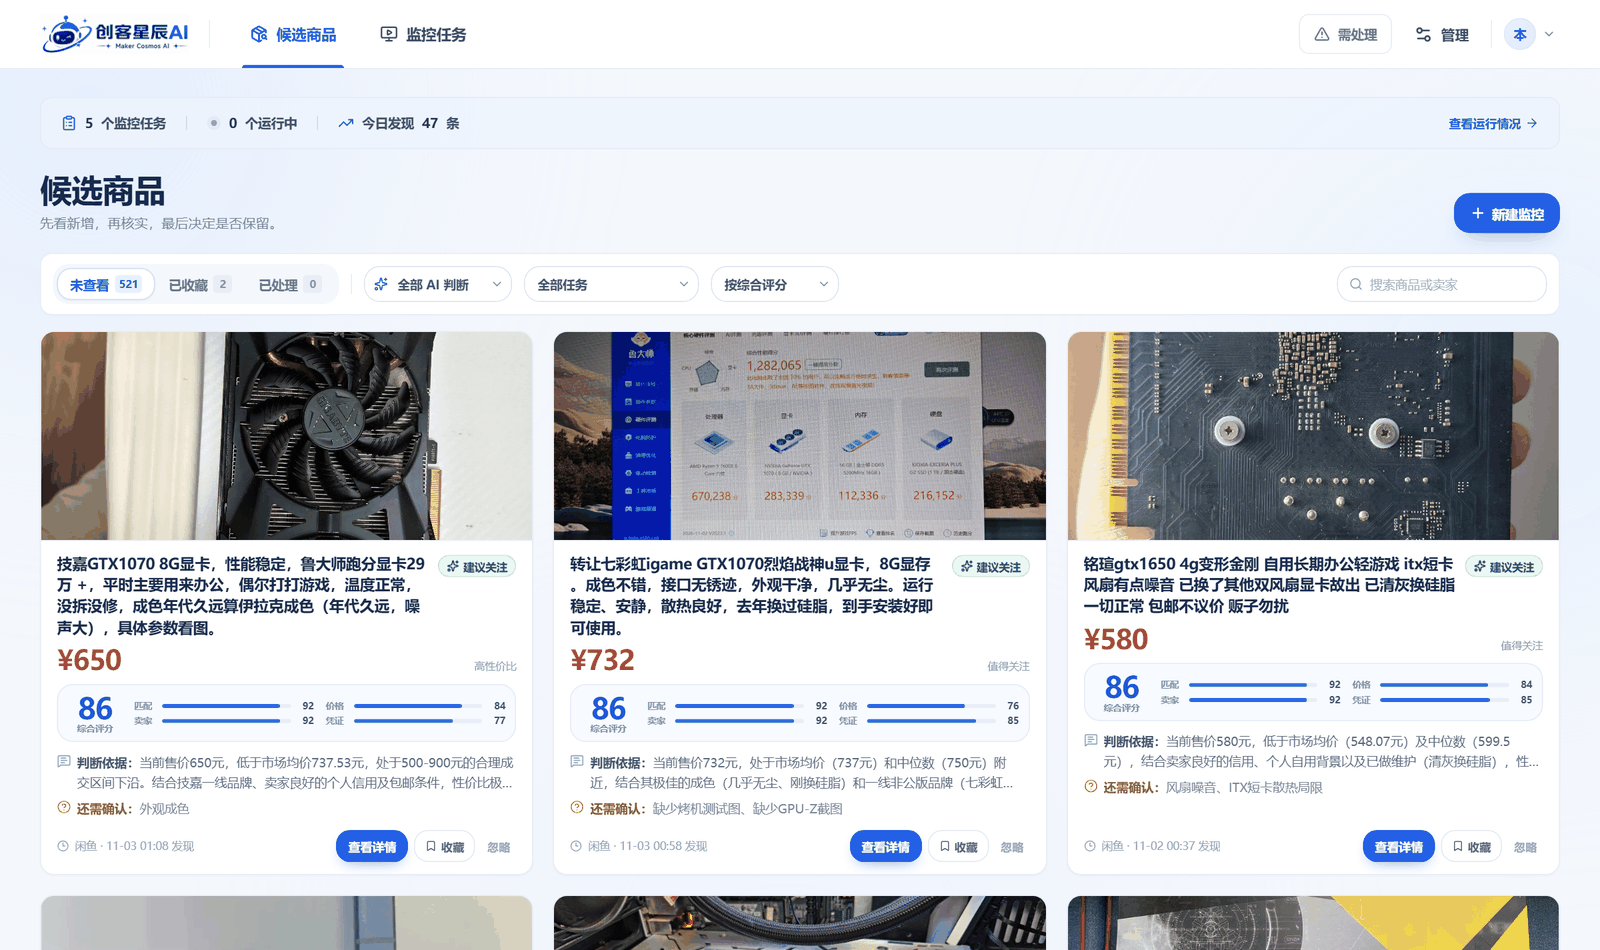 创客星辰AI
Maker Cosmos AI
候选商品
监控任务
需处理
管理
本
5 个监控任务
0 个运行中
今日发现 47 条
查看运行情况
候选商品
先看新增，再核实，最后决定是否保留。
新建监控
未查看 521
已收藏 2
已处理 0
全部 AI 判断
全部任务
按综合评分
搜索商品或卖家
鲁大师
1,282,065
处理器
显卡
内存
硬盘
670,238
283,339
112,336
216,152
技嘉GTX1070 8G显卡，性能稳定，鲁大师跑分显卡29
万 +，平时主要用来办公，偶尔打打游戏，温度正常，
没拆没修，成色年代久远算伊拉克成色（年代久远，噪
声大），具体参数看图。
建议关注
¥650
高性价比
86
综合评分
匹配 92 价格 84
卖家 92 凭证 77
判断依据：当前售价650元，低于市场均价737.53元，处于500-900元的合理成
交区间下沿。结合技嘉一线品牌、卖家良好的个人信用及包邮条件，性价比极...
还需确认：外观成色
闲鱼 · 11-03 01:08 发现
查看详情
收藏
忽略
转让七彩虹igame GTX1070烈焰战神u显卡，8G显存
。成色不错，接口无锈迹，外观干净，几乎无尘。运行
稳定、安静，散热良好，去年换过硅脂，到手安装好即
可使用。
建议关注
¥732
值得关注
86
综合评分
匹配 92 价格 76
卖家 92 凭证 85
判断依据：当前售价732元，处于市场均价（737元）和中位数（750元）附
近，结合其极佳的成色（几乎无尘、刚换硅脂）和一线非公版品牌（七彩虹...
还需确认：缺少烤机测试图、缺少GPU-Z截图
闲鱼 · 11-03 00:58 发现
查看详情
收藏
忽略
铭瑄gtx1650 4g变形金刚 自用长期办公轻游戏 itx短卡
风扇有点噪音 已换了其他双风扇显卡故出 已清灰换硅脂
一切正常 包邮不议价 贩子勿扰
建议关注
¥580
值得关注
86
综合评分
匹配 92 价格 84
卖家 92 凭证 85
判断依据：当前售价580元，低于市场均价（548.07元）及中位数（599.5
元），结合卖家良好的信用、个人自用背景以及已做维护（清灰换硅脂），性...
还需确认：风扇噪音、ITX短卡散热局限
闲鱼 · 11-02 00:37 发现
查看详情
收藏
忽略